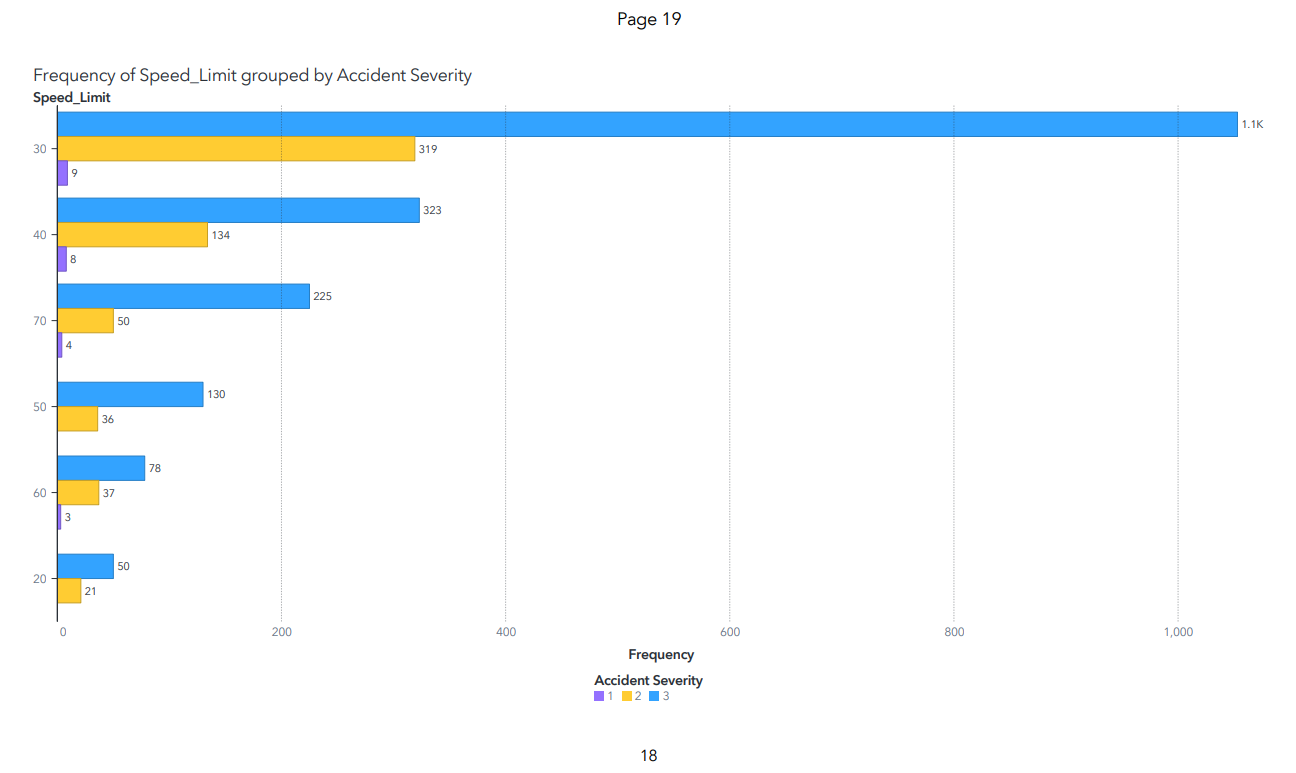 Page 19
Frequency of Speed_Limit grouped by Accident Severity
Speed_Limit
1.1K
30
319
9
323
40
134
8
225
70
50
4
130
50
36
78
60
37
3
50
20
21
0 200 400 600 800 1,000
Frequency
Accident Severity
1 2 3
18